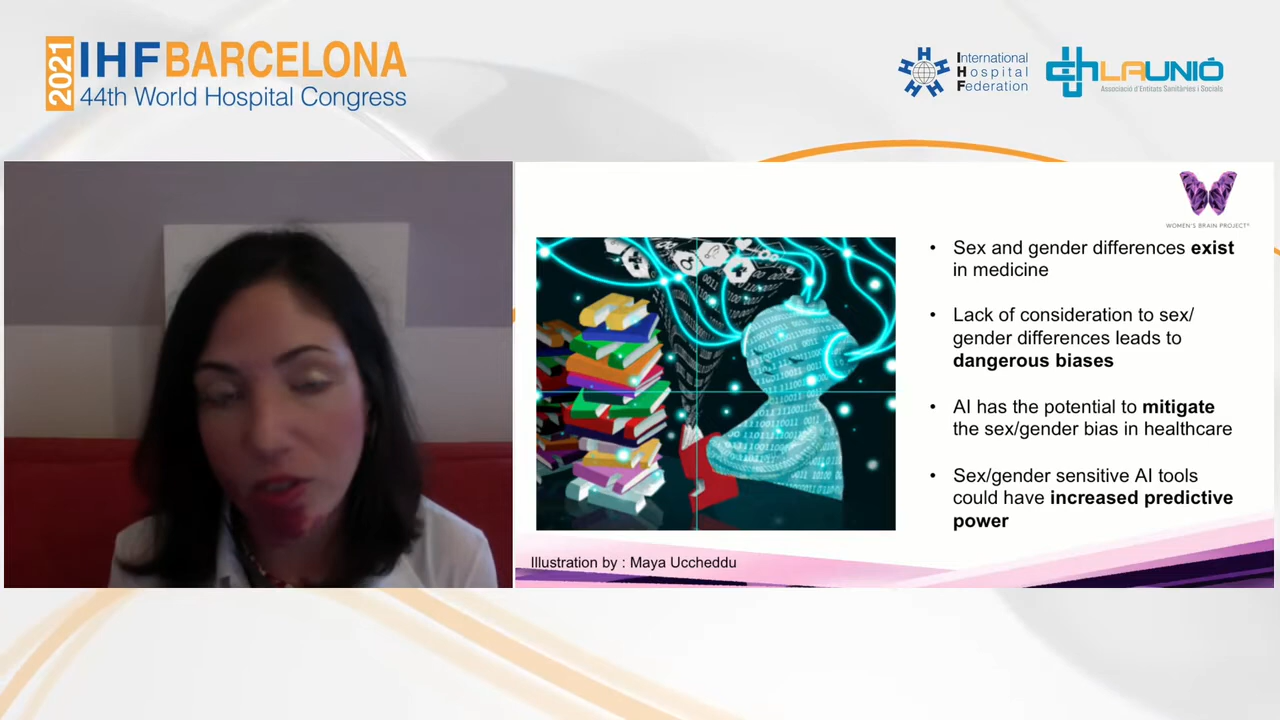 2021
IHF BARCELONA
44th World Hospital Congress
International
Hospital
Federation
LAUNIÓ
Associació d'Entitats Sanitàries i Socials
WOMEN'S BRAIN PROJECT®
• Sex and gender differences exist
in medicine
• Lack of consideration to sex/
gender differences leads to
dangerous biases
• AI has the potential to mitigate
the sex/gender bias in healthcare
• Sex/gender sensitive AI tools
could have increased predictive
power
Illustration by : Maya Uccheddu